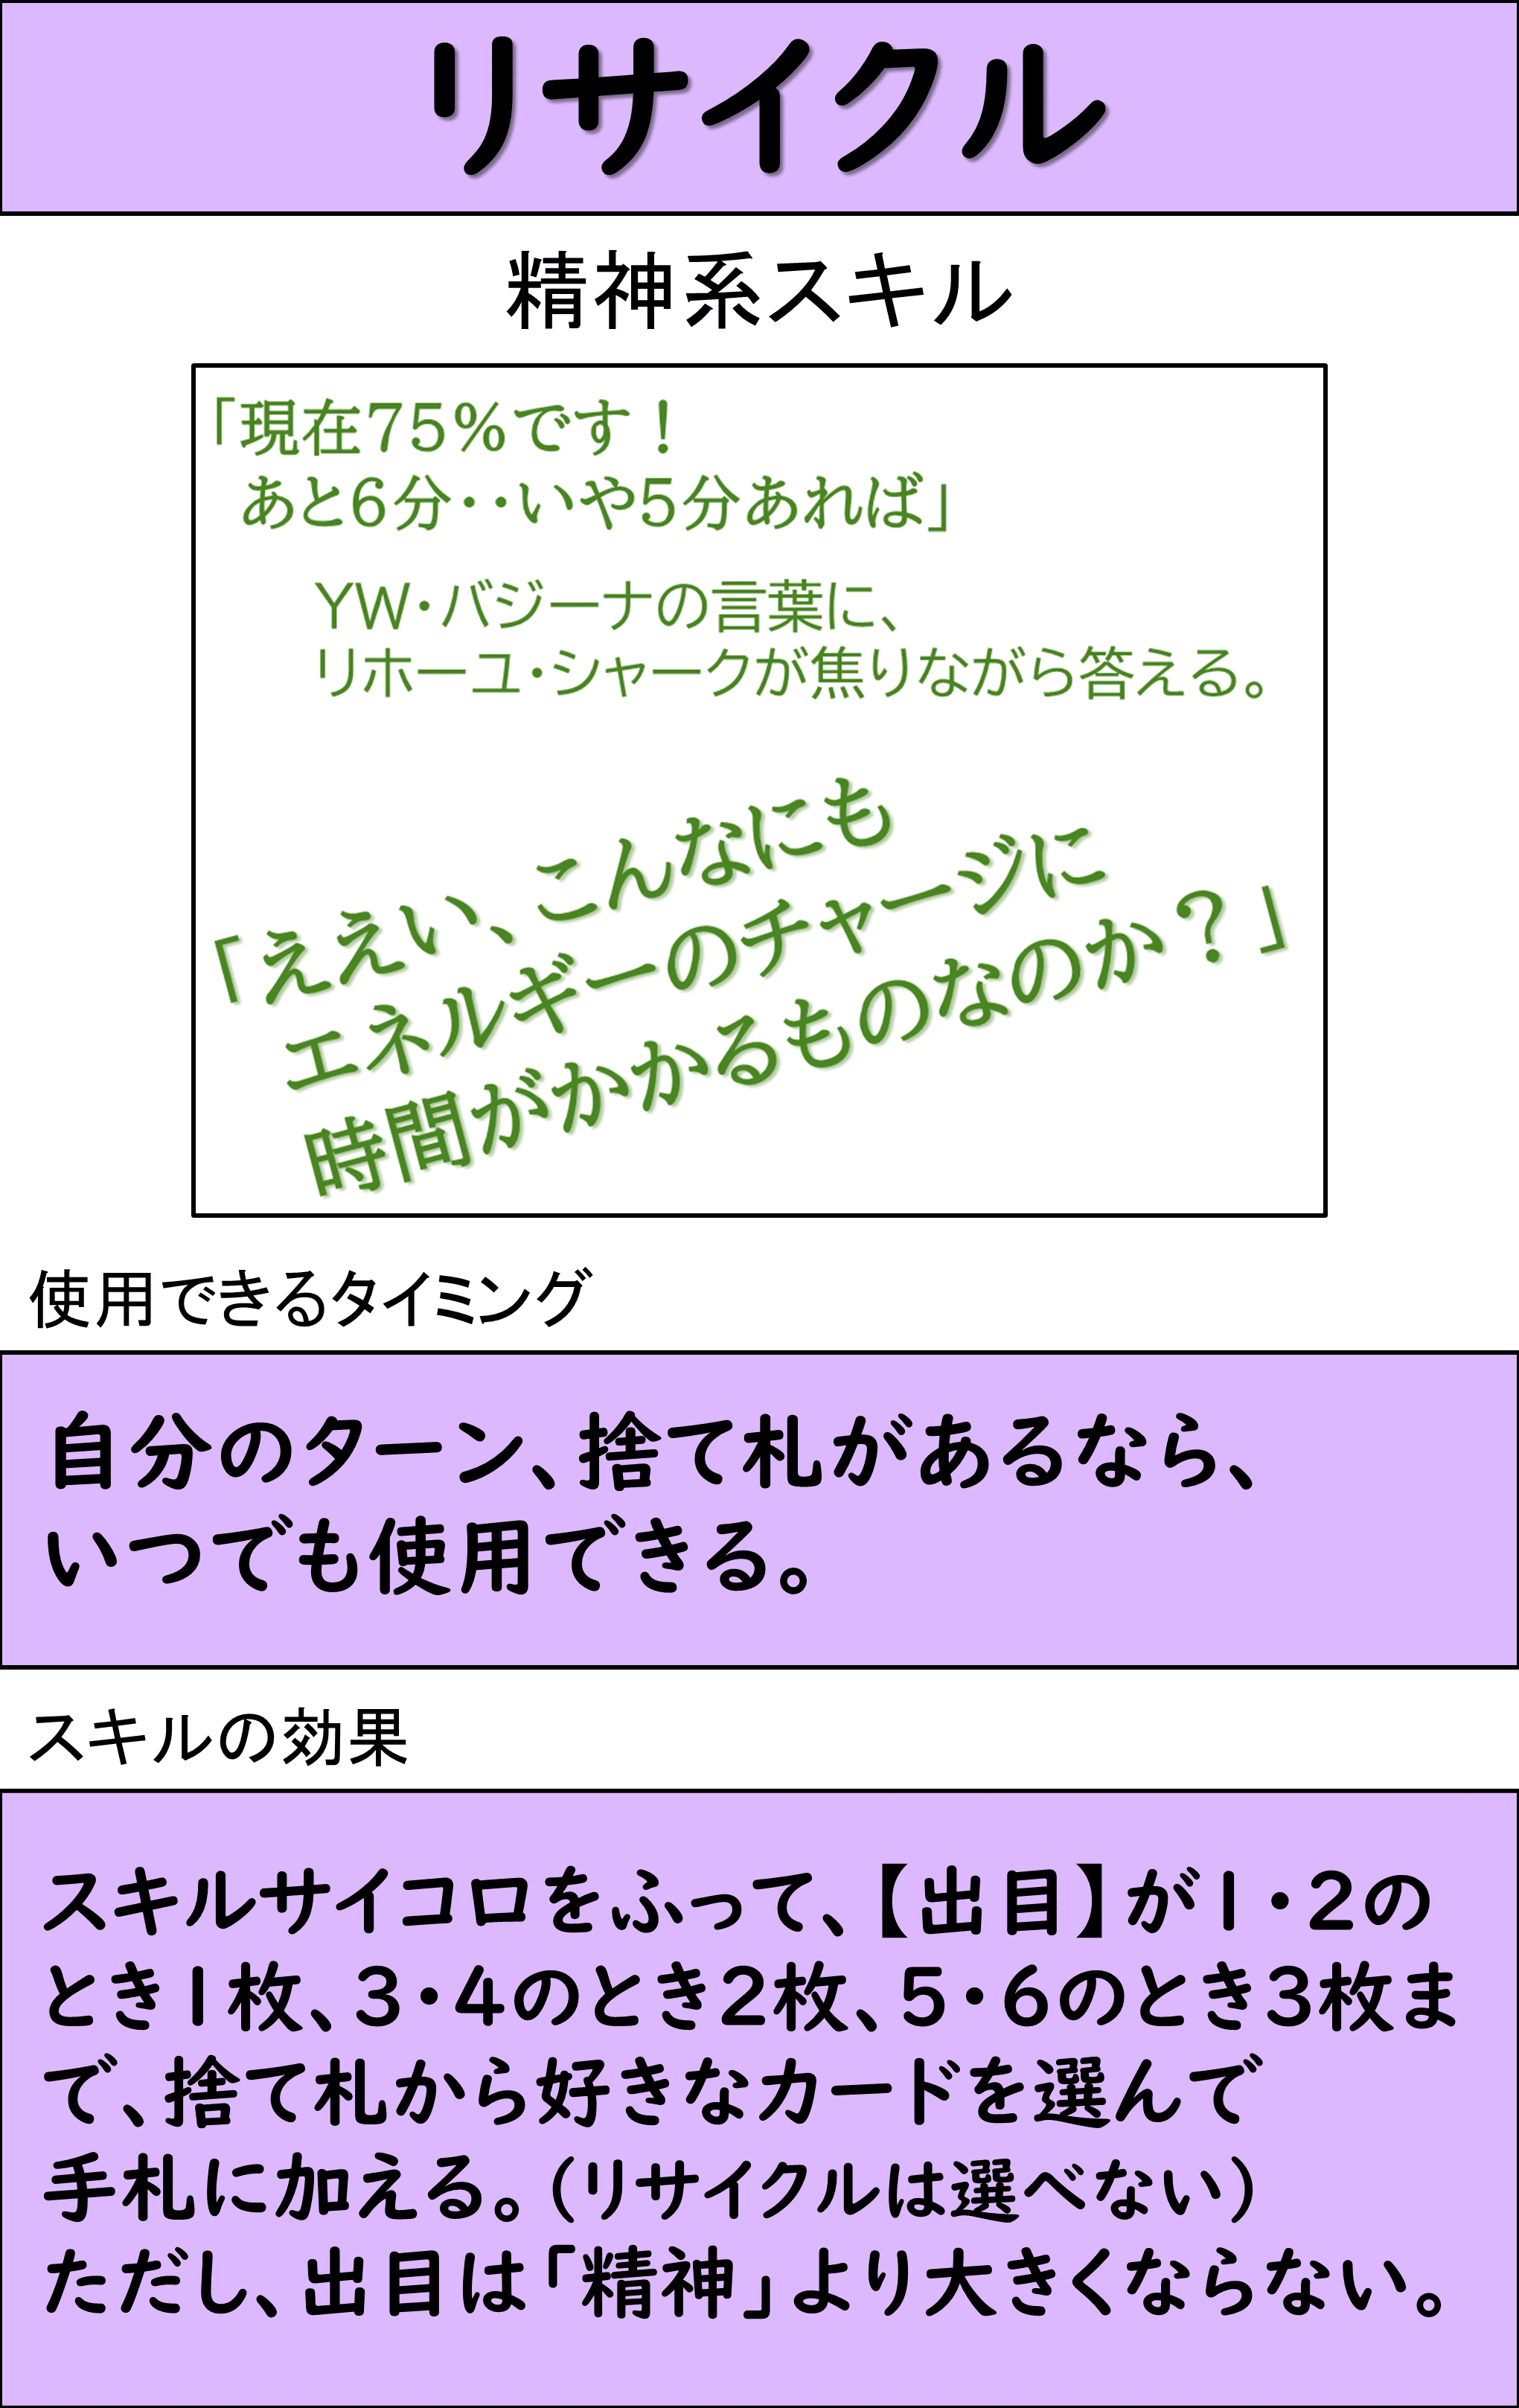 リサイクル
精神系スキル
「現在75%です！
あと6分・・いや5分あれば」
YW・バジーナの言葉に、
リホーユ・シャークが焦りながら答える。
「ええい、こんなにも
エネルギーのチャージに
時間がかかるものなのか？」
使用できるタイミング
自分のターン、捨て札があるなら、
いつでも使用できる。
スキルの効果
スキルサイコロをふって、【出目】が1・2の
とき1枚、3・4のとき2枚、5・6のとき3枚ま
で、捨て札から好きなカードを選んで
手札に加える。（リサイクルは選べない）
ただし、出目は「精神」より大きくならない。